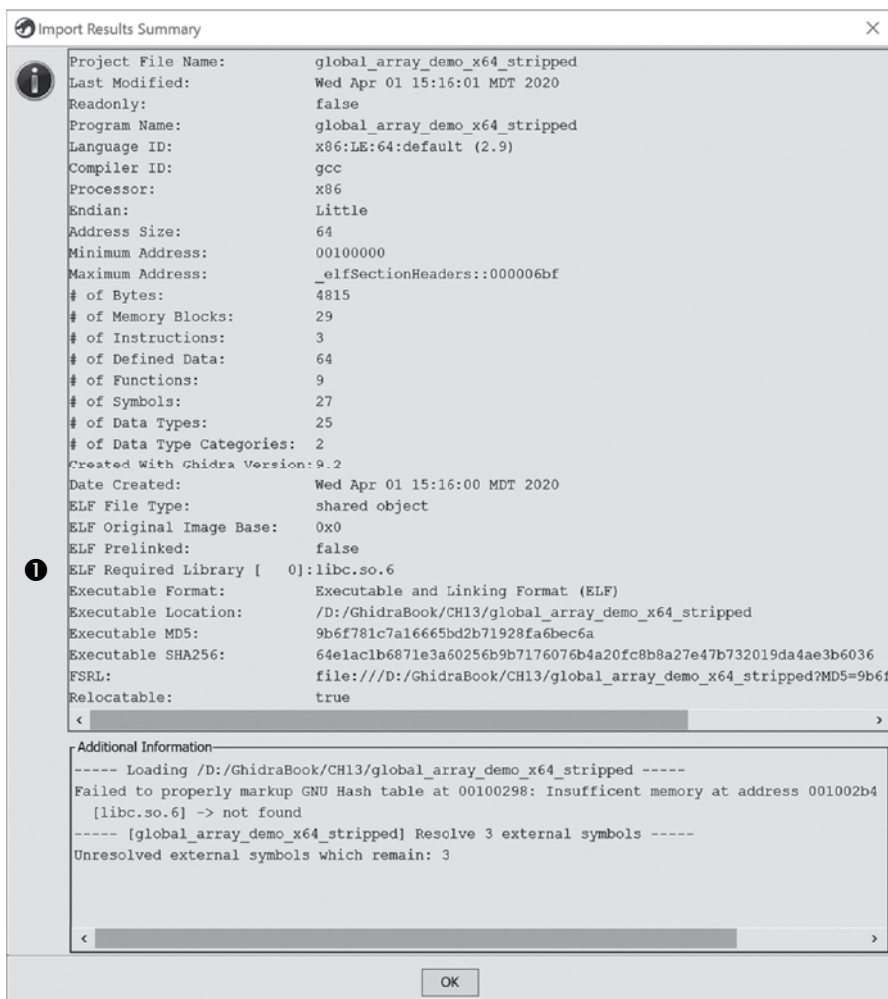 Import Results Summary
Project File Name: global_array_demo_x64_stripped
Last Modified: Wed Apr 01 15:16:01 MDT 2020
Readonly: false
Program Name: global_array_demo_x64_stripped
Language ID: x86:LE:64:default (2.9)
Compiler ID: gcc
Processor: x86
Endian: Little
Address Size: 64
Minimum Address: 00100000
Maximum Address: _elfSectionHeaders::000006bf
# of Bytes: 4815
# of Memory Blocks: 29
# of Instructions: 3
# of Defined Data: 64
# of Functions: 9
# of Symbols: 27
# of Data Types: 25
# of Data Type Categories: 2
Created With Ghidra Version:9.2
Date Created: Wed Apr 01 15:16:00 MDT 2020
ELF File Type: shared object
ELF Original Image Base: 0x0
ELF Prelinked: false
❶ ELF Required Library [ 0]:libc.so.6
Executable Format: Executable and Linking Format (ELF)
Executable Location: /D:/GhidraBook/CH13/global_array_demo_x64_stripped
Executable MD5: 9b6f781c7a16665bd2b71928fa6bec6a
Executable SHA256: 64e1ac1b6871e3a60256b9b7176076b4a20fc8b8a27e47b732019da4ae3b6036
FSRL: file:///D:/GhidraBook/CH13/global_array_demo_x64_stripped?MD5=9b6f
Relocatable: true
Additional Information
----- Loading /D:/GhidraBook/CH13/global_array_demo_x64_stripped -----
Failed to properly markup GNU Hash table at 00100298: Insufficent memory at address 001002b4
[libc.so.6] -> not found
----- [global_array_demo_x64_stripped] Resolve 3 external symbols -----
Unresolved external symbols which remain: 3
OK